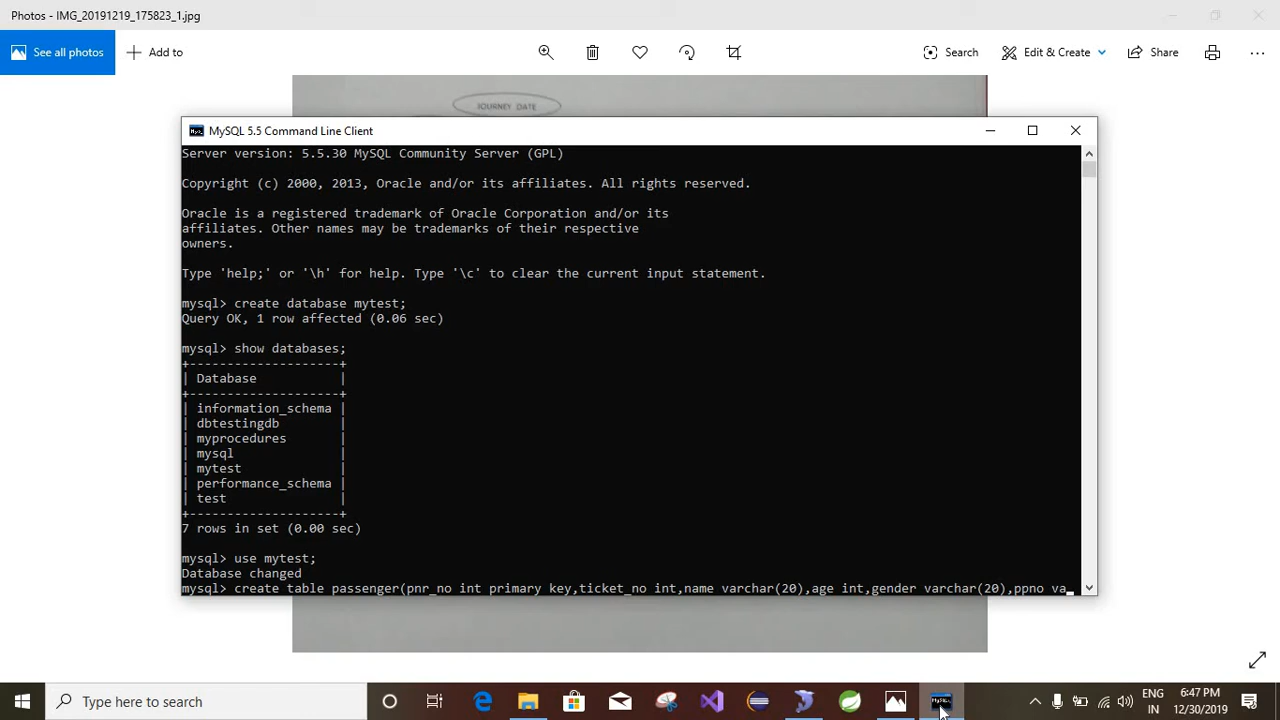 Photos - IMG_20191219_175823_1.jpg
See all photos
Add to
Search
Edit & Create
Share
JOURNEY DATE
MySQL 5.5 Command Line Client
Server version: 5.5.30 MySQL Community Server (GPL)
Copyright (c) 2000, 2013, Oracle and/or its affiliates. All rights reserved.
Oracle is a registered trademark of Oracle Corporation and/or its
affiliates. Other names may be trademarks of their respective
owners.
Type 'help;' or '\h' for help. Type '\c' to clear the current input statement.
mysql> create database mytest;
Query OK, 1 row affected (0.06 sec)
mysql> show databases;
+--------------------+
| Database           |
+--------------------+
| information_schema |
| dbtestingdb        |
| myprocedures       |
| mysql              |
| mytest             |
| performance_schema |
| test               |
+--------------------+
7 rows in set (0.00 sec)
mysql> use mytest;
Database changed
mysql> create table passenger(pnr_no int primary key,ticket_no int,name varchar(20),age int,gender varchar(20),ppno va_
Type here to search
ENG
IN
6:47 PM
12/30/2019